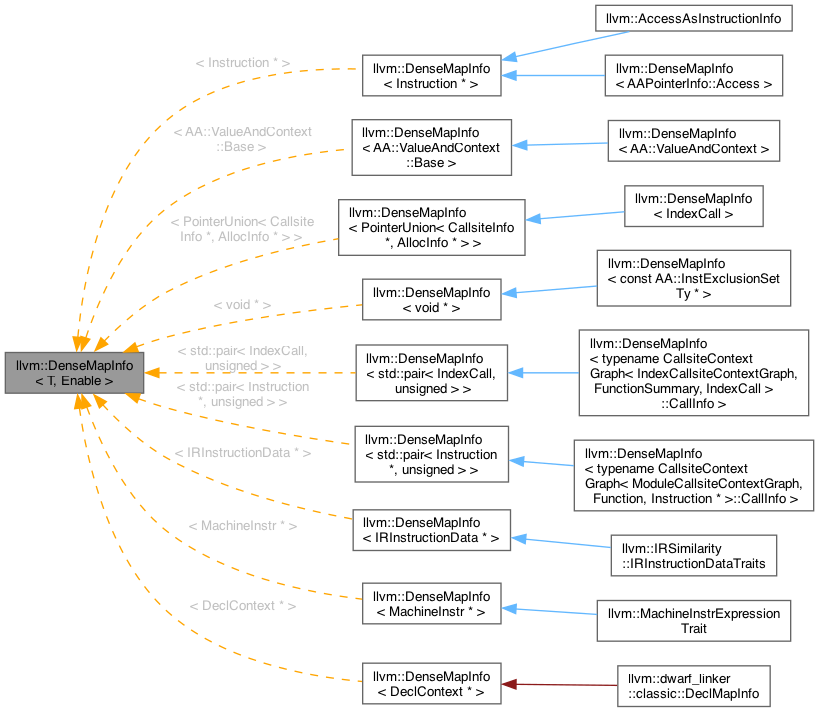 llvm::AccessAsInstructionInfo
< Instruction * >
llvm::DenseMapInfo
< Instruction * >
llvm::DenseMapInfo
< AAPointerInfo::Access >
< AA::ValueAndContext
::Base >
llvm::DenseMapInfo
< AA::ValueAndContext
::Base >
llvm::DenseMapInfo
< AA::ValueAndContext >
< PointerUnion< Callsite
Info *, AllocInfo * > >
llvm::DenseMapInfo
< PointerUnion< CallsiteInfo
*, AllocInfo * > >
llvm::DenseMapInfo
< IndexCall >
< void * >
llvm::DenseMapInfo
< void * >
llvm::DenseMapInfo
< const AA::InstExclusionSet
Ty * >
llvm::DenseMapInfo
< T, Enable >
< std::pair< IndexCall,
unsigned > >
llvm::DenseMapInfo
< std::pair< IndexCall,
unsigned > >
llvm::DenseMapInfo
< typename CallsiteContext
Graph< IndexCallsiteContextGraph,
FunctionSummary, IndexCall >
::CallInfo >
< std::pair< Instruction
*, unsigned > >
llvm::DenseMapInfo
< std::pair< Instruction
*, unsigned > >
llvm::DenseMapInfo
< typename CallsiteContext
Graph< ModuleCallsiteContextGraph,
Function, Instruction * >::CallInfo >
< IRInstructionData * >
llvm::DenseMapInfo
< IRInstructionData * >
llvm::IRSimilarity
::IRInstructionDataTraits
< MachineInstr * >
llvm::DenseMapInfo
< MachineInstr * >
llvm::MachineInstrExpression
Trait
< DeclContext * >
llvm::DenseMapInfo
< DeclContext * >
llvm::dwarf_linker
::classic::DeclMapInfo